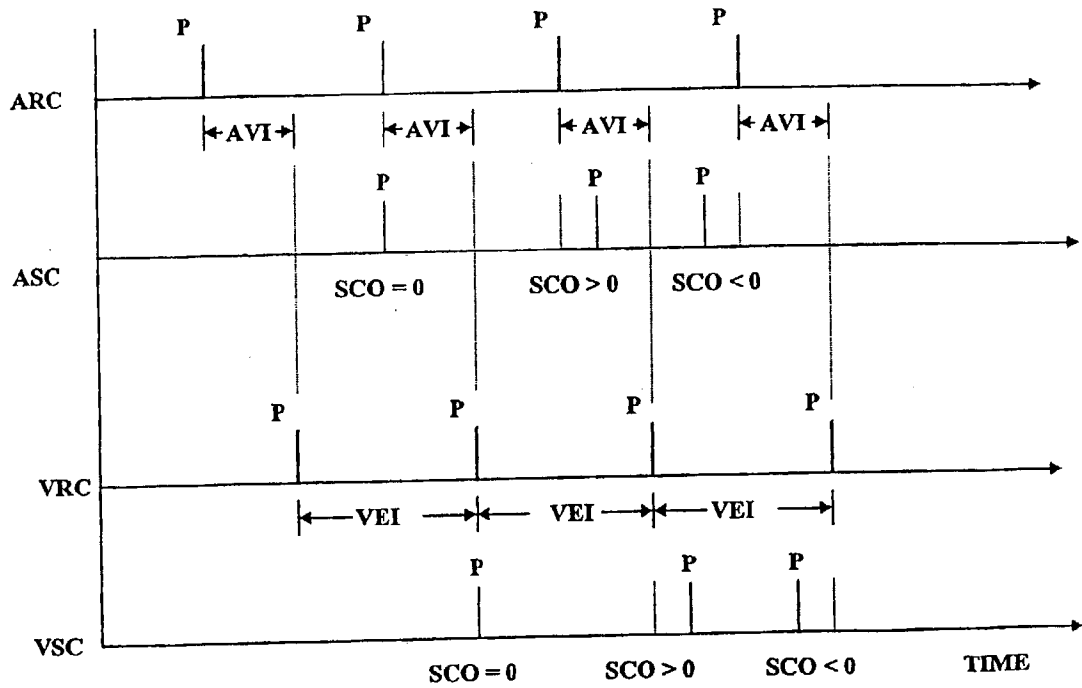 P P P P
ARC
AVI AVI AVI AVI
P P P
ASC
SCO = 0 SCO > 0 SCO < 0
P P P P
VRC
VEI VEI VEI
P P P
VSC
SCO = 0 SCO > 0 SCO < 0 TIME